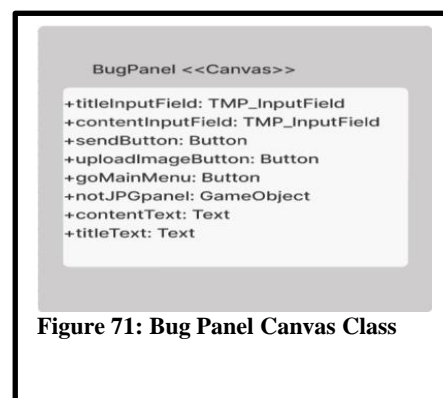 BugPanel <<Canvas>>
+titleInputField: TMP_InputField
+contentInputField: TMP_InputField
+sendButton: Button
+uploadImageButton: Button
+goMainMenu: Button
+notJPGpanel: GameObject
+contentText: Text
+titleText: Text
Figure 71: Bug Panel Canvas Class